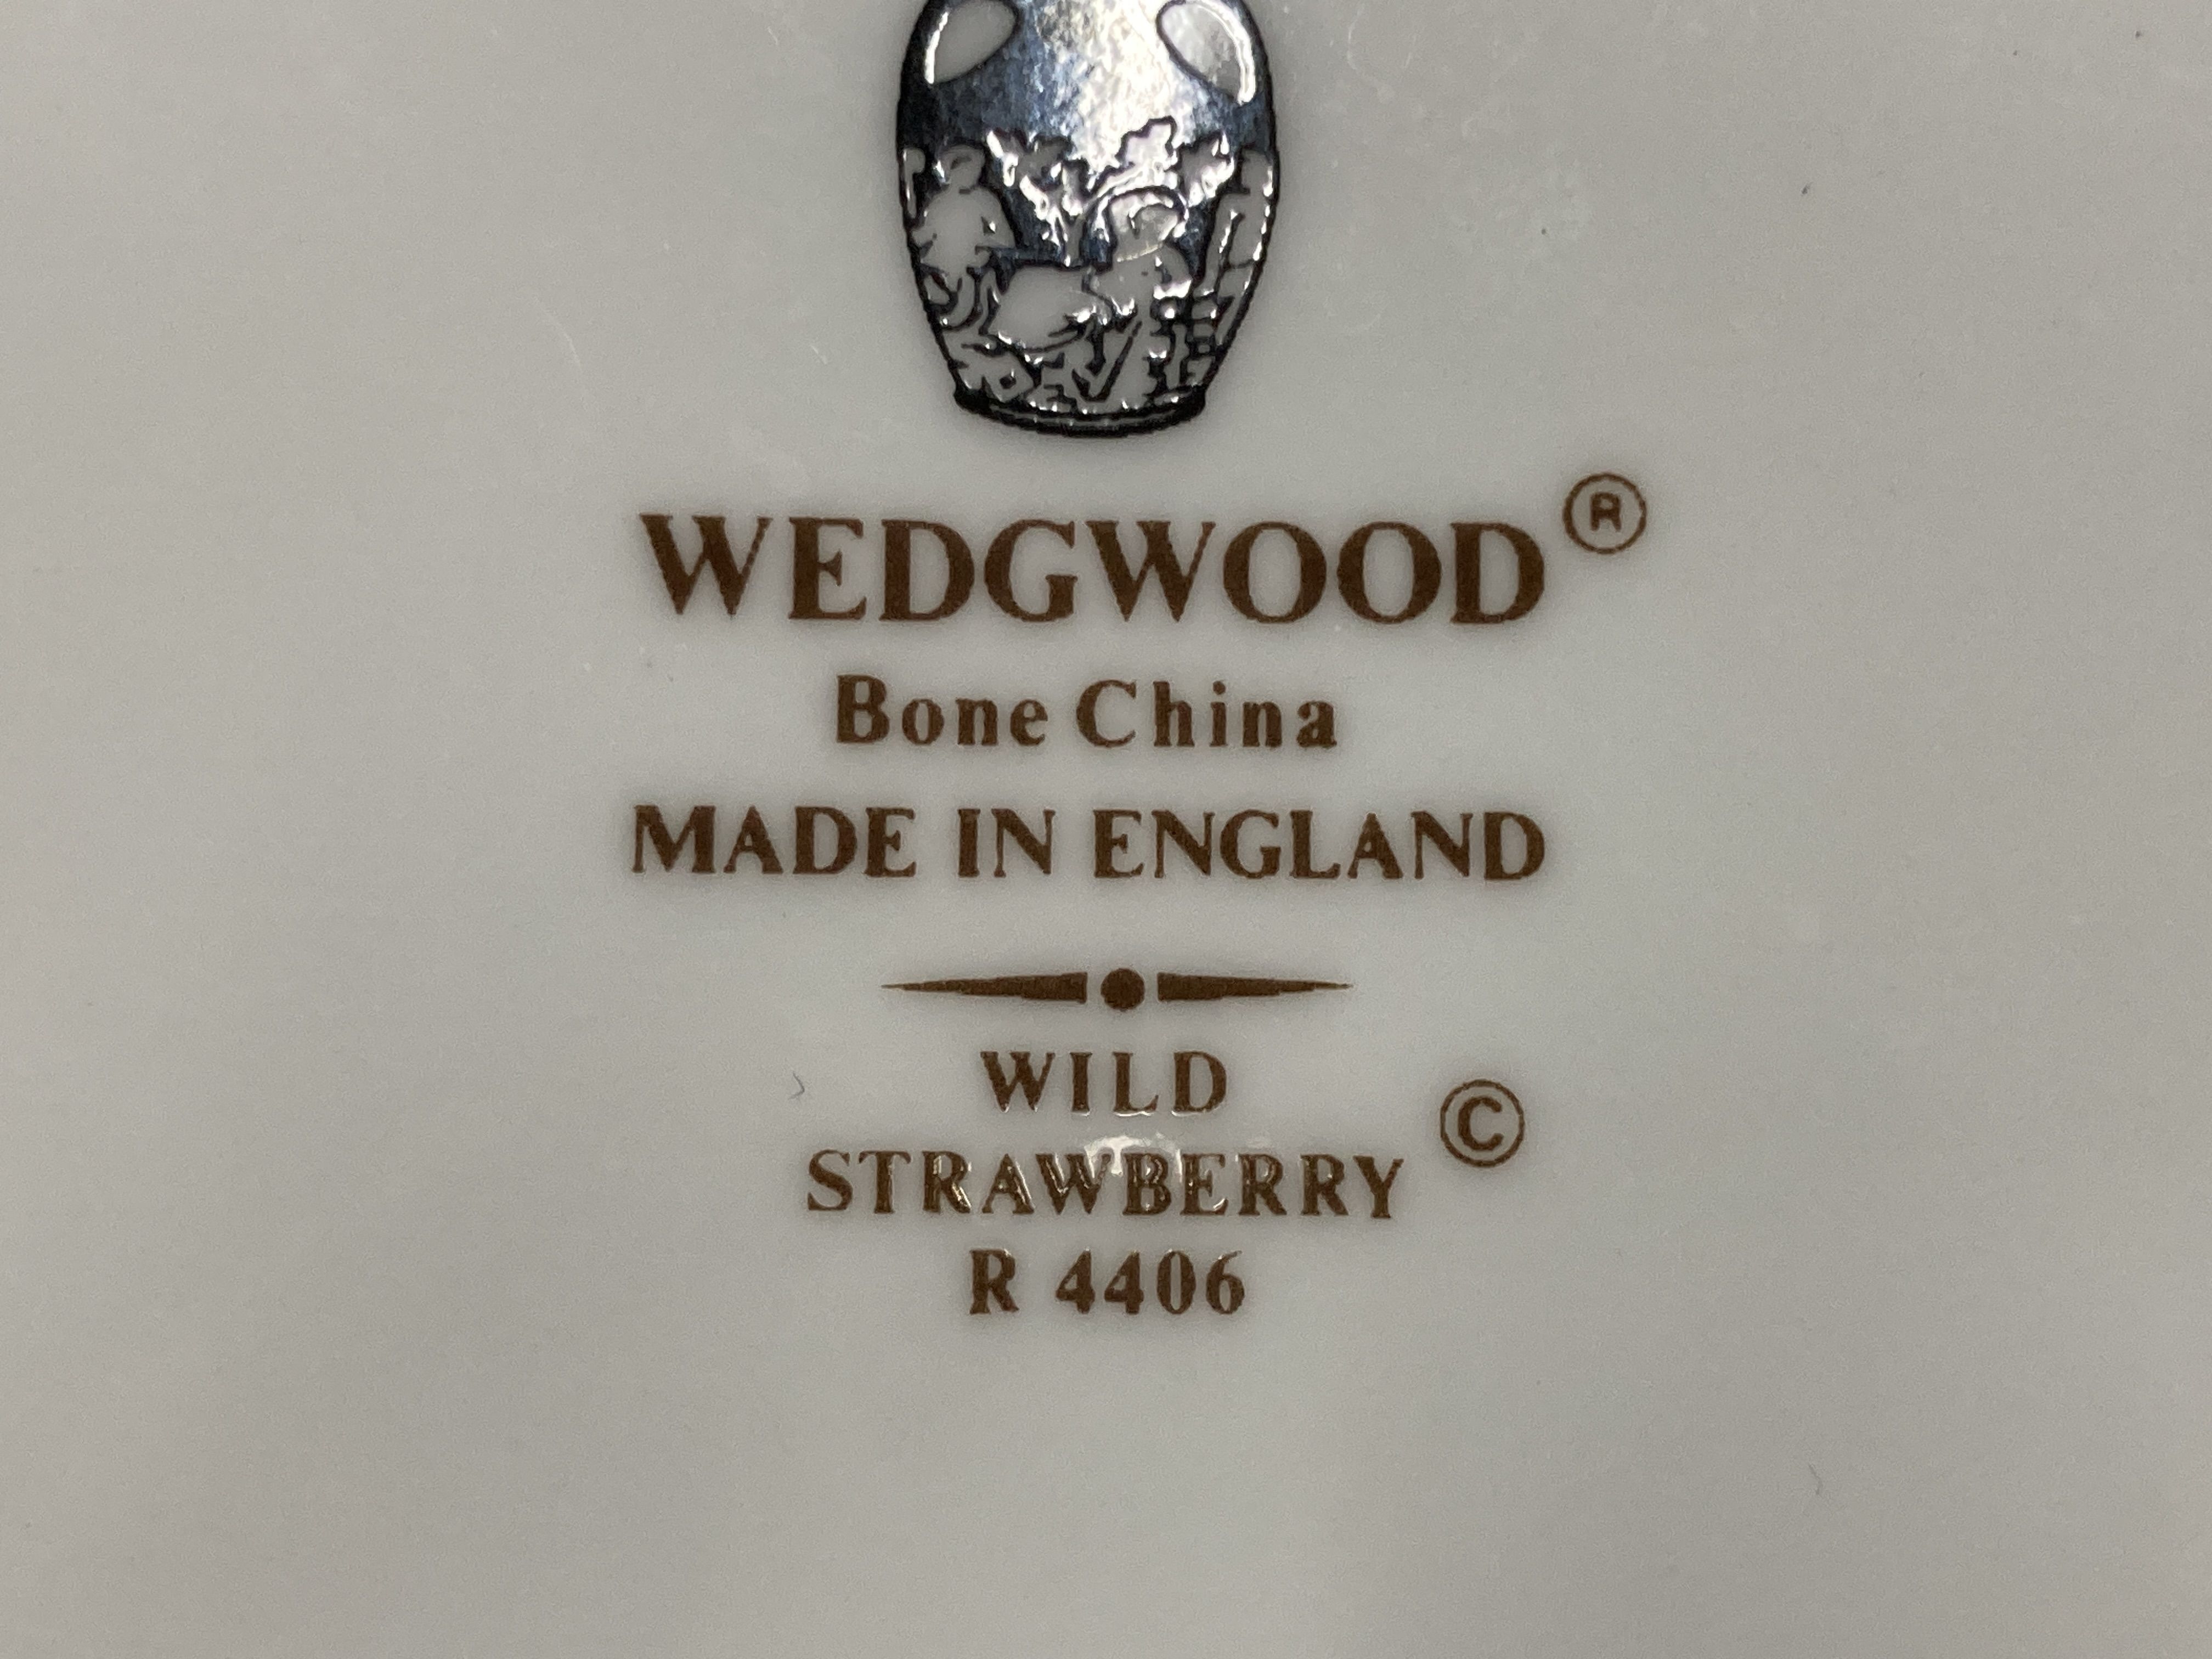 WEDGWOOD®
Bone China
MADE IN ENGLAND
WILD
STRAWBERRY ©
R 4406